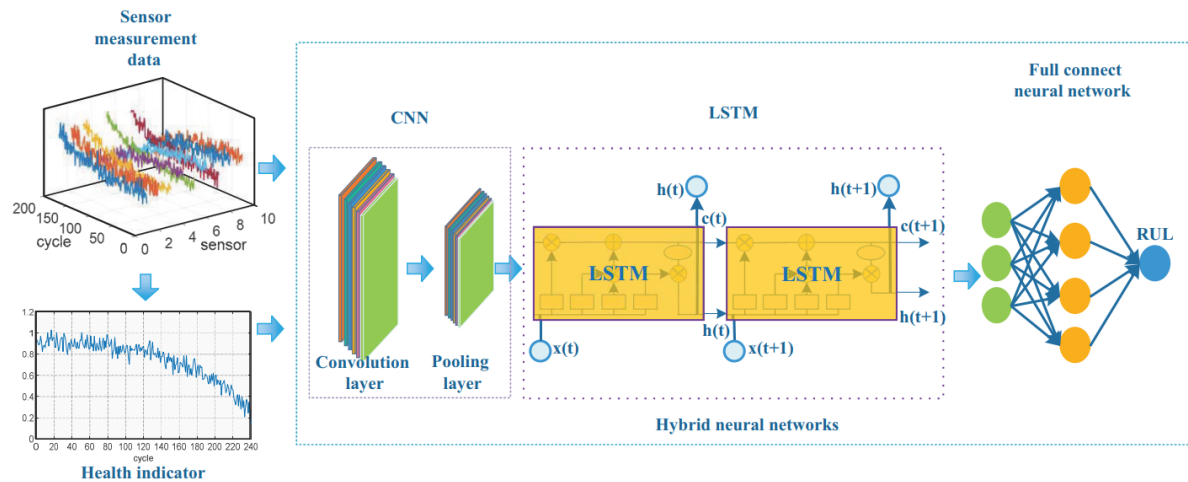 Sensor
measurement
data
200
150
100
50
0
cycle
0
2
4
6
8
10
sensor
1.2
1
0.8
0.6
0.4
0.2
0
0 20 40 60 80 100 120 140 160 180 200 220 240
cycle
Health indicator
CNN
Convolution
layer
Pooling
layer
LSTM
h(t)
c(t)
h(t+1)
c(t+1)
LSTM
LSTM
h(t)
h(t+1)
x(t)
x(t+1)
Hybrid neural networks
Full connect
neural network
RUL